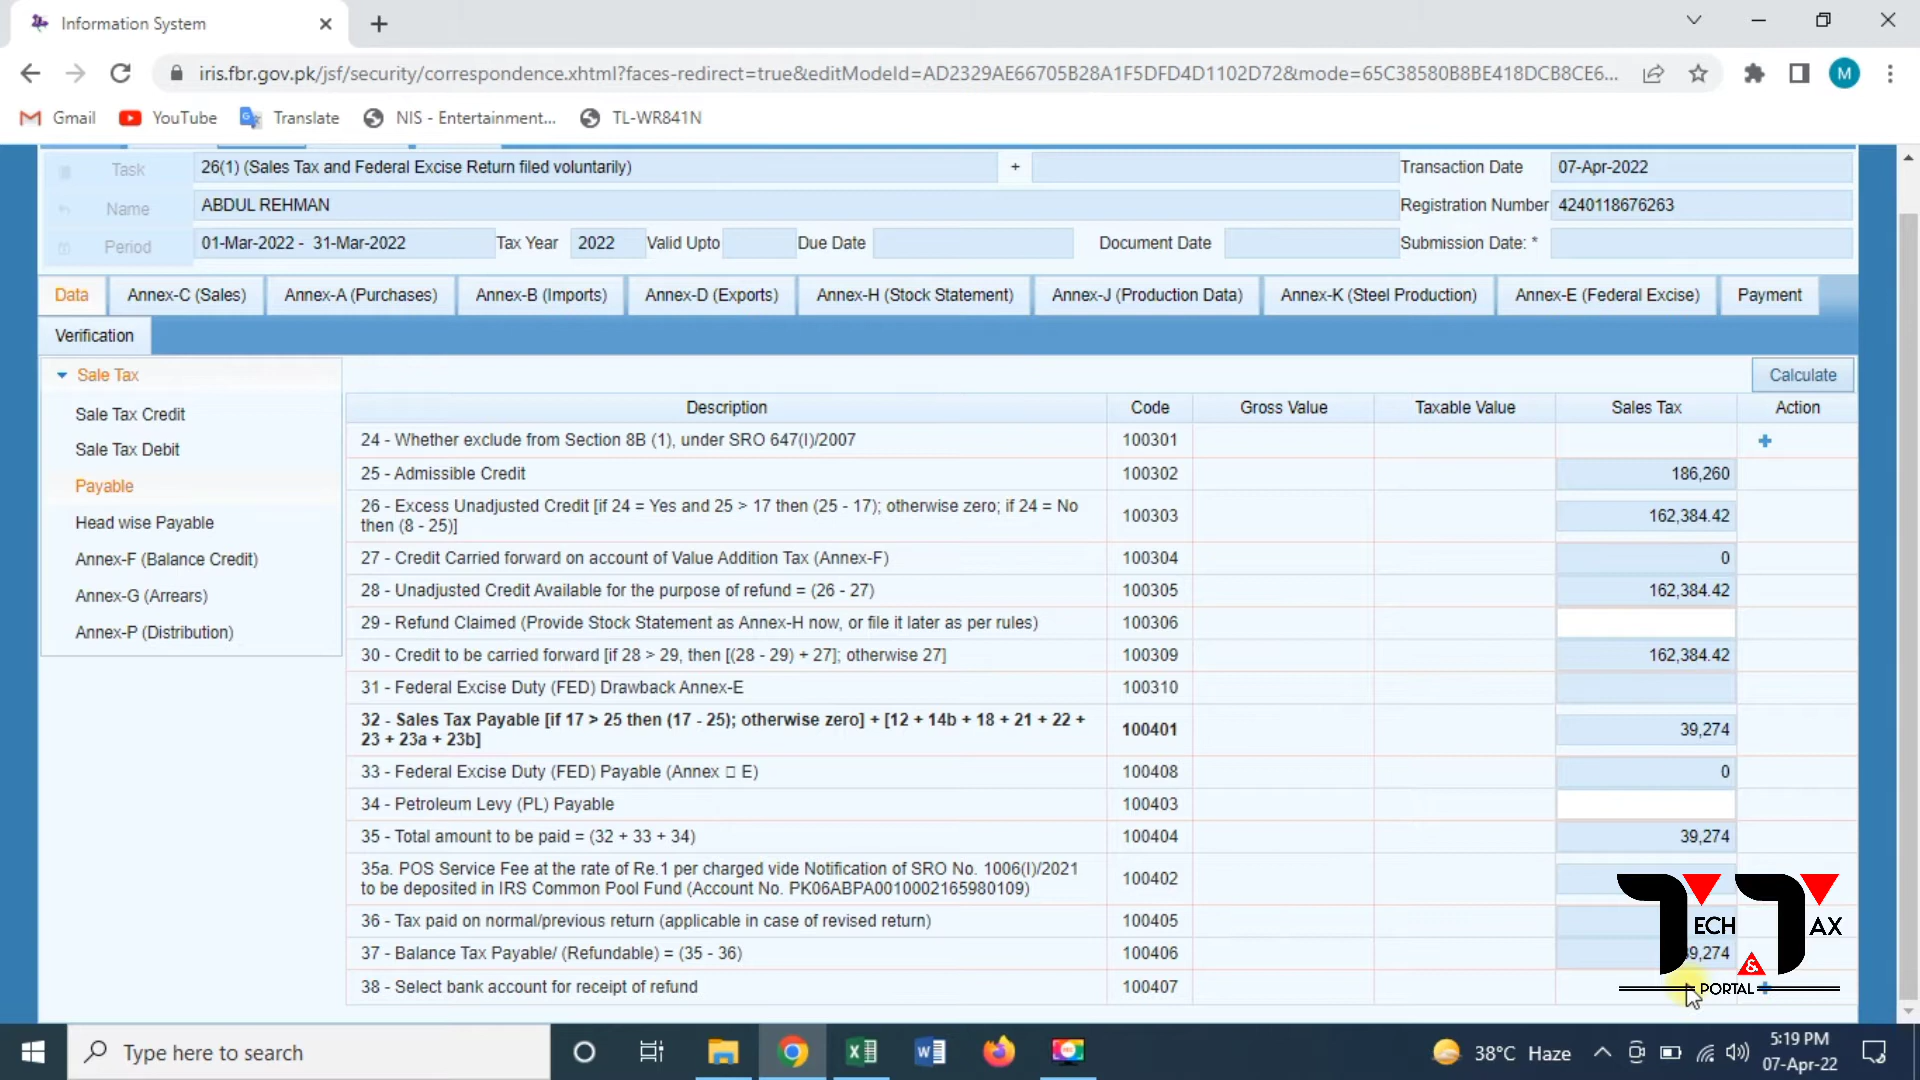 Information System
iris.fbr.gov.pk/jsf/security/correspondence.xhtml?faces-redirect=true&editModeId=AD2329AE66705B28A1F5DFD4D1102D72&mode=65C38580B8BE418DCB8CE6...
M
Gmail YouTube Translate NIS - Entertainment... TL-WR841N
Task 26(1) (Sales Tax and Federal Excise Return filed voluntarily) + Transaction Date 07-Apr-2022
Name ABDUL REHMAN Registration Number 4240118676263
Period 01-Mar-2022 - 31-Mar-2022 Tax Year 2022 Valid Upto Due Date Document Date Submission Date: *
Data Annex-C (Sales) Annex-A (Purchases) Annex-B (Imports) Annex-D (Exports) Annex-H (Stock Statement) Annex-J (Production Data) Annex-K (Steel Production) Annex-E (Federal Excise) Payment
Verification
Sale Tax
Sale Tax Credit
Sale Tax Debit
Payable
Head wise Payable
Annex-F (Balance Credit)
Annex-G (Arrears)
Annex-P (Distribution)
Calculate
Description Code Gross Value Taxable Value Sales Tax Action
24 - Whether exclude from Section 8B (1), under SRO 647(I)/2007 100301
25 - Admissible Credit 100302 186,260
26 - Excess Unadjusted Credit [if 24 = Yes and 25 > 17 then (25 - 17); otherwise zero; if 24 = No
then (8 - 25)] 100303 162,384.42
27 - Credit Carried forward on account of Value Addition Tax (Annex-F) 100304 0
28 - Unadjusted Credit Available for the purpose of refund = (26 - 27) 100305 162,384.42
29 - Refund Claimed (Provide Stock Statement as Annex-H now, or file it later as per rules) 100306
30 - Credit to be carried forward [if 28 > 29, then [(28 - 29) + 27]; otherwise 27] 100309 162,384.42
31 - Federal Excise Duty (FED) Drawback Annex-E 100310
32 - Sales Tax Payable [if 17 > 25 then (17 - 25); otherwise zero] + [12 + 14b + 18 + 21 + 22 +
23 + 23a + 23b] 100401 39,274
33 - Federal Excise Duty (FED) Payable (Annex □ E) 100408 0
34 - Petroleum Levy (PL) Payable 100403
35 - Total amount to be paid = (32 + 33 + 34) 100404 39,274
35a. POS Service Fee at the rate of Re.1 per charged vide Notification of SRO No. 1006(I)/2021
to be deposited in IRS Common Pool Fund (Account No. PK06ABPA0010002165980109) 100402
36 - Tax paid on normal/previous return (applicable in case of revised return) 100405
37 - Balance Tax Payable/ (Refundable) = (35 - 36) 100406 9,274
38 - Select bank account for receipt of refund 100407
TECH & TAX
PORTAL
Type here to search
38°C Haze
5:19 PM
07-Apr-22